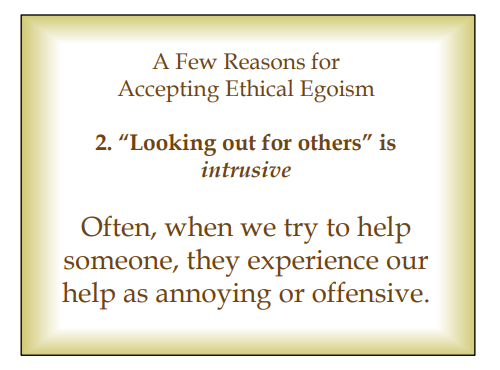 A Few Reasons for
Accepting Ethical Egoism
2. “Looking out for others” is
intrusive
Often, when we try to help
someone, they experience our
help as annoying or offensive.